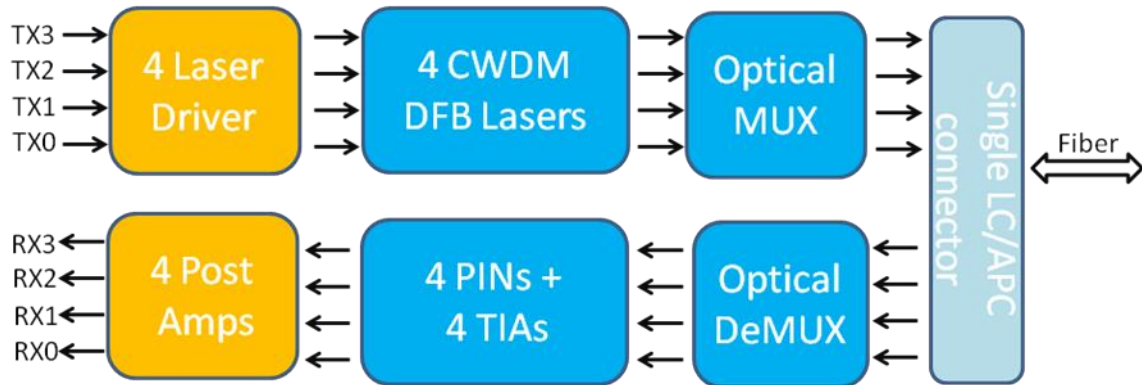 TX3
TX2
TX1
TX0
4 Laser
Driver
4 CWDM
DFB Lasers
Optical
MUX
Single LC/APC
connector
Fiber
RX3
RX2
RX1
RX0
4 Post
Amps
4 PINs +
4 TIAs
Optical
DeMUX